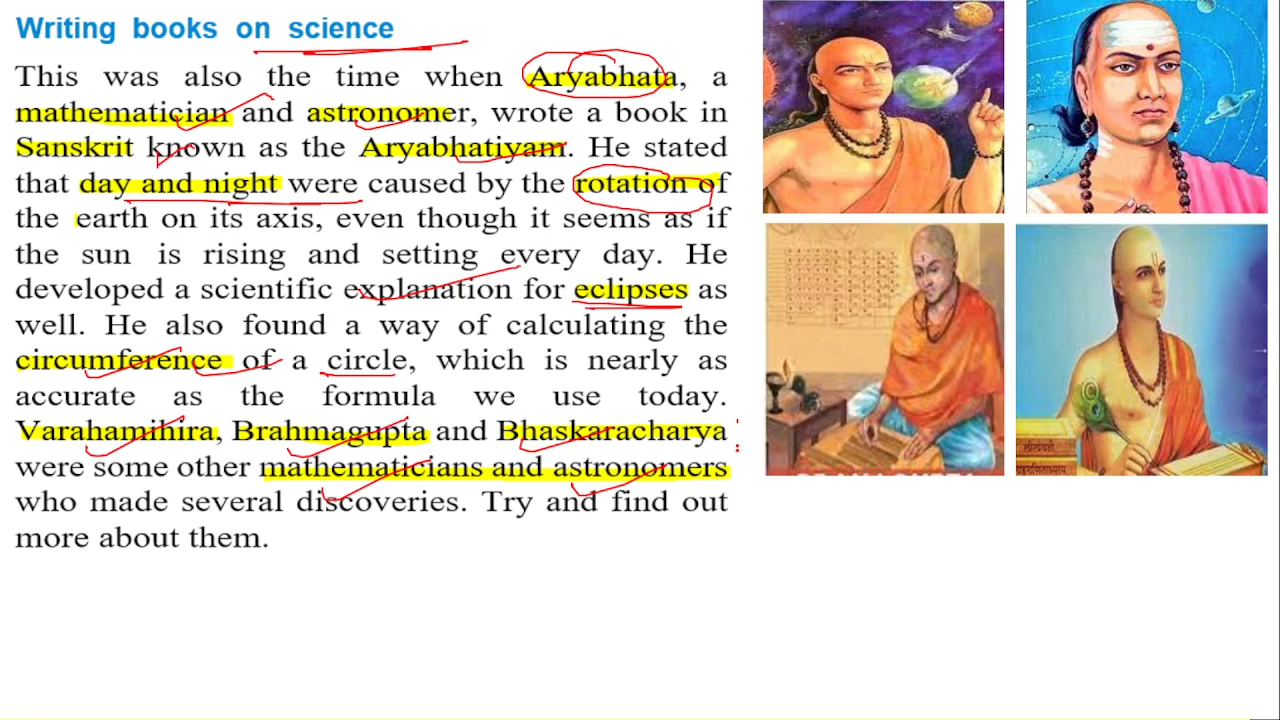 Writing books on science
This was also the time when Aryabhata, a
mathematician and astronomer, wrote a book in
Sanskrit known as the Aryabhatiyam. He stated
that day and night were caused by the rotation of
the earth on its axis, even though it seems as if
the sun is rising and setting every day. He
developed a scientific explanation for eclipses as
well. He also found a way of calculating the
circumference of a circle, which is nearly as
accurate as the formula we use today.
Varahamihira, Brahmagupta and Bhaskaracharya
were some other mathematicians and astronomers
who made several discoveries. Try and find out
more about them.
©
लीलावती